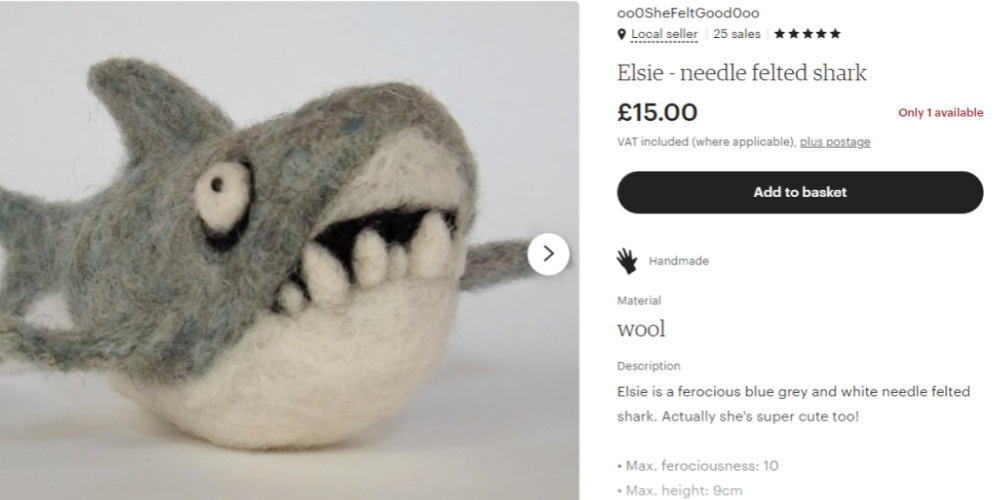 ooOSheFeltGoodOoo
Local seller 25 sales
Elsie - needle felted shark
£15.00
Only 1 available
VAT included (where applicable), plus postage
Add to basket
Handmade
Material
wool
Description
Elsie is a ferocious blue grey and white needle felted
shark. Actually she's super cute too!
• Max. ferociousness: 10
• Max. height: 9cm